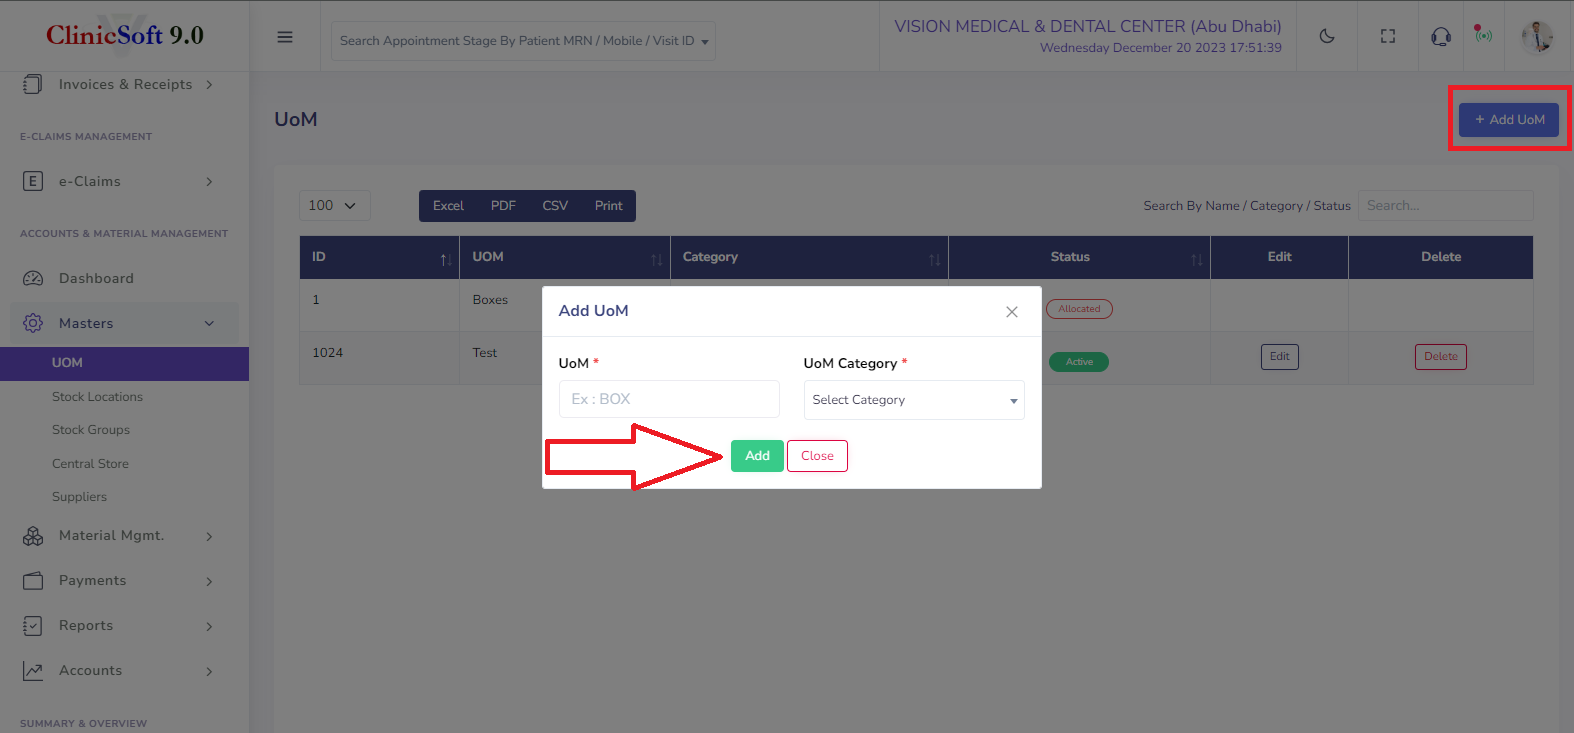 ClinicSoft 9.0
Search Appointment Stage By Patient MRN / Mobile / Visit ID
VISION MEDICAL & DENTAL CENTER (Abu Dhabi)
Wednesday December 20 2023 17:51:39
Invoices & Receipts
E-CLAIMS MANAGEMENT
E e-Claims
ACCOUNTS & MATERIAL MANAGEMENT
Dashboard
Masters
UOM
Stock Locations
Stock Groups
Central Store
Suppliers
Material Mgmt.
Payments
Reports
Accounts
SUMMARY & OVERVIEW
UoM
+ Add UoM
100
Excel PDF CSV Print
Search By Name / Category / Status Search...
ID UOM Category Status Edit Delete
1 Boxes Allocated
1024 Test Active Edit Delete
Add UoM
UoM * UoM Category *
Ex : BOX Select Category
Add Close